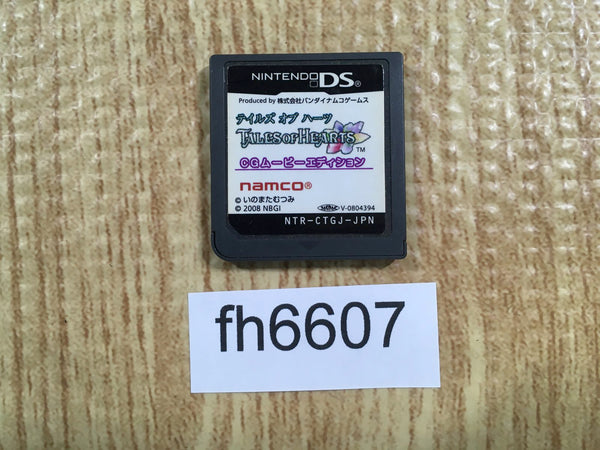 NINTENDO DS®
Produced by 株式会社バンダイナムコゲームス
テイルズ オブ ハーツ
TALES OF HEARTS™
CGムービーエディション
namco®
© いのまたむつみ
© 2008 NBGI
V-0804394
NTR-CTGJ-JPN
fh6607